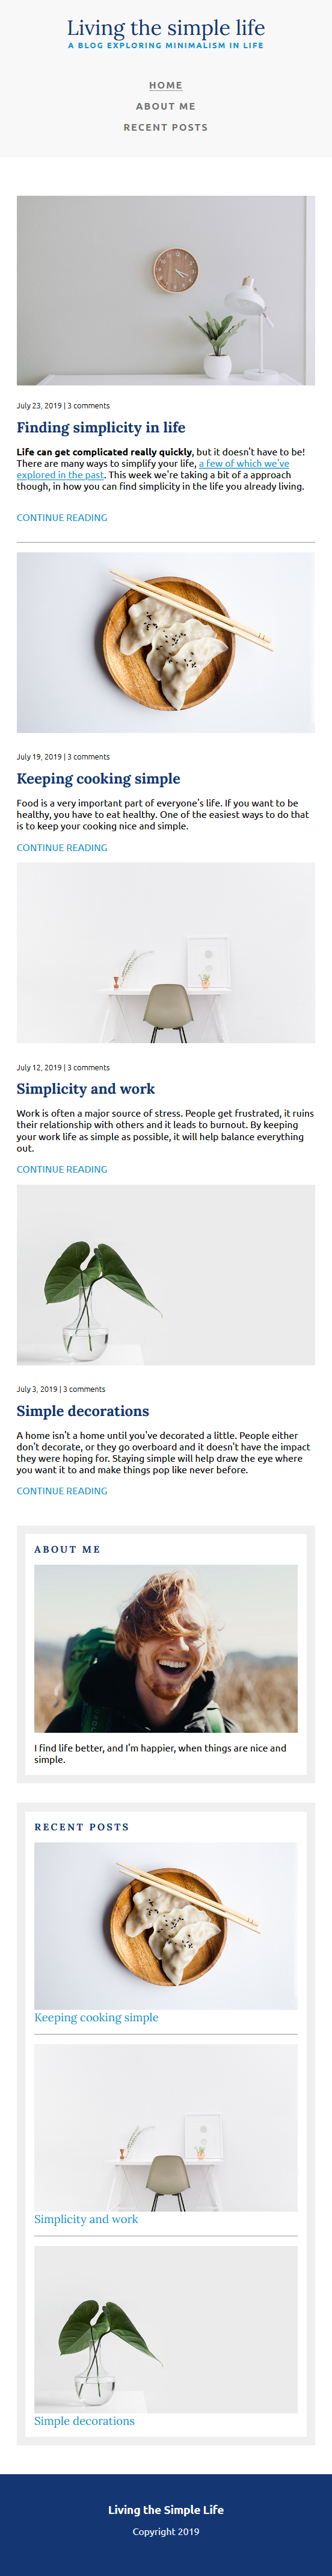 Living the simple life
A BLOG EXPLORING MINIMALISM IN LIFE
HOME
ABOUT ME
RECENT POSTS
July 23, 2019 | 3 comments
Finding simplicity in life
Life can get complicated really quickly, but it doesn't have to be!
There are many ways to simplify your life, a few of which we've
explored in the past. This week we're taking a bit of a approach
though, in how you can find simplicity in the life you already living.
CONTINUE READING
July 19, 2019 | 3 comments
Keeping cooking simple
Food is a very important part of everyone's life. If you want to be
healthy, you have to eat healthy. One of the easiest ways to do that
is to keep your cooking nice and simple.
CONTINUE READING
July 12, 2019 | 3 comments
Simplicity and work
Work is often a major source of stress. People get frustrated, it ruins
their relationship with others and it leads to burnout. By keeping
your work life as simple as possible, it will help balance everything
out.
CONTINUE READING
July 3, 2019 | 3 comments
Simple decorations
A home isn't a home until you've decorated a little. People either
don't decorate, or they go overboard and it doesn't have the impact
they were hoping for. Staying simple will help draw the eye where
you want it to and make things pop like never before.
CONTINUE READING
ABOUT ME
I find life better, and I'm happier, when things are nice and
simple.
RECENT POSTS
Keeping cooking simple
Simplicity and work
Simple decorations
Living the Simple Life
Copyright 2019